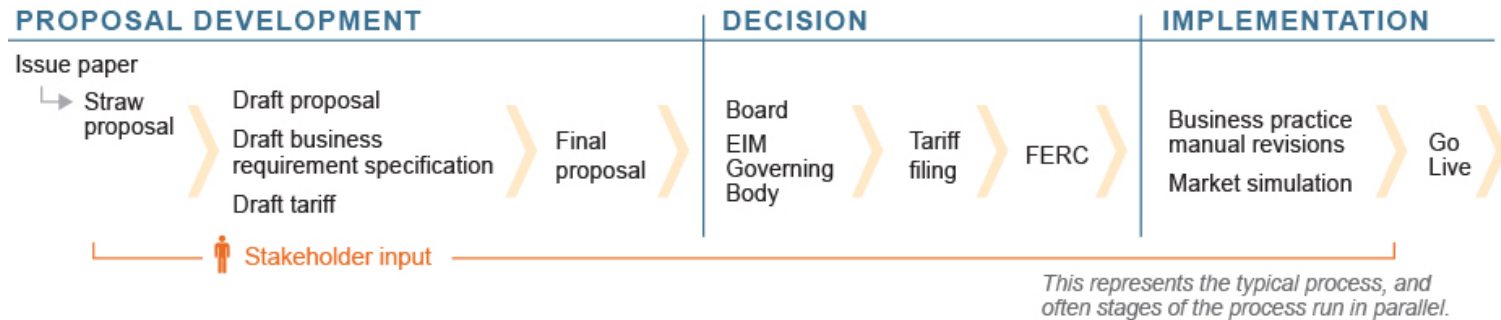 PROPOSAL DEVELOPMENT
Issue paper
Straw
proposal
Draft proposal
Draft business
requirement specification
Draft tariff
Final
proposal
DECISION
Board
EIM
Governing
Body
Tariff
filing
FERC
IMPLEMENTATION
Business practice
manual revisions
Market simulation
Go
Live
Stakeholder input
This represents the typical process, and
often stages of the process run in parallel.